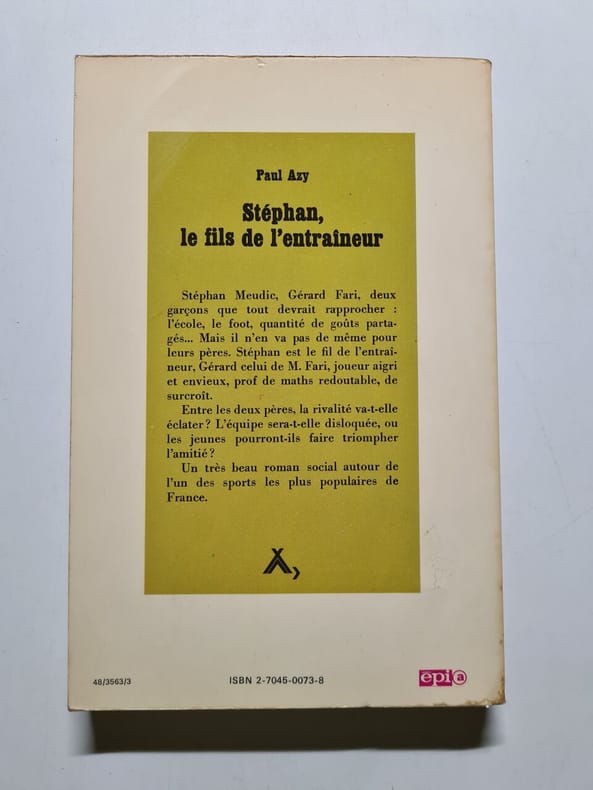 Paul Azy
Stéphan,
le fils de l'entraîneur
Stéphan Meudic, Gérard Fari, deux
garçons que tout devrait rapprocher :
l'école, le foot, quantité de goûts parta-
gés... Mais il n'en va pas de même pour
leurs pères. Stéphan est le fil de l'entraî-
neur, Gérard celui de M. Fari, joueur aigri
et envieux, prof de maths redoutable, de
surcroît.
Entre les deux pères, la rivalité va-t-elle
éclater ? L'équipe sera-t-elle disloquée, ou
les jeunes pourront-ils faire triompher
l'amitié ?
Un très beau roman social autour de
l'un des sports les plus populaires de
France.
48/3563/3
ISBN 2-7045-0073-8
épi a